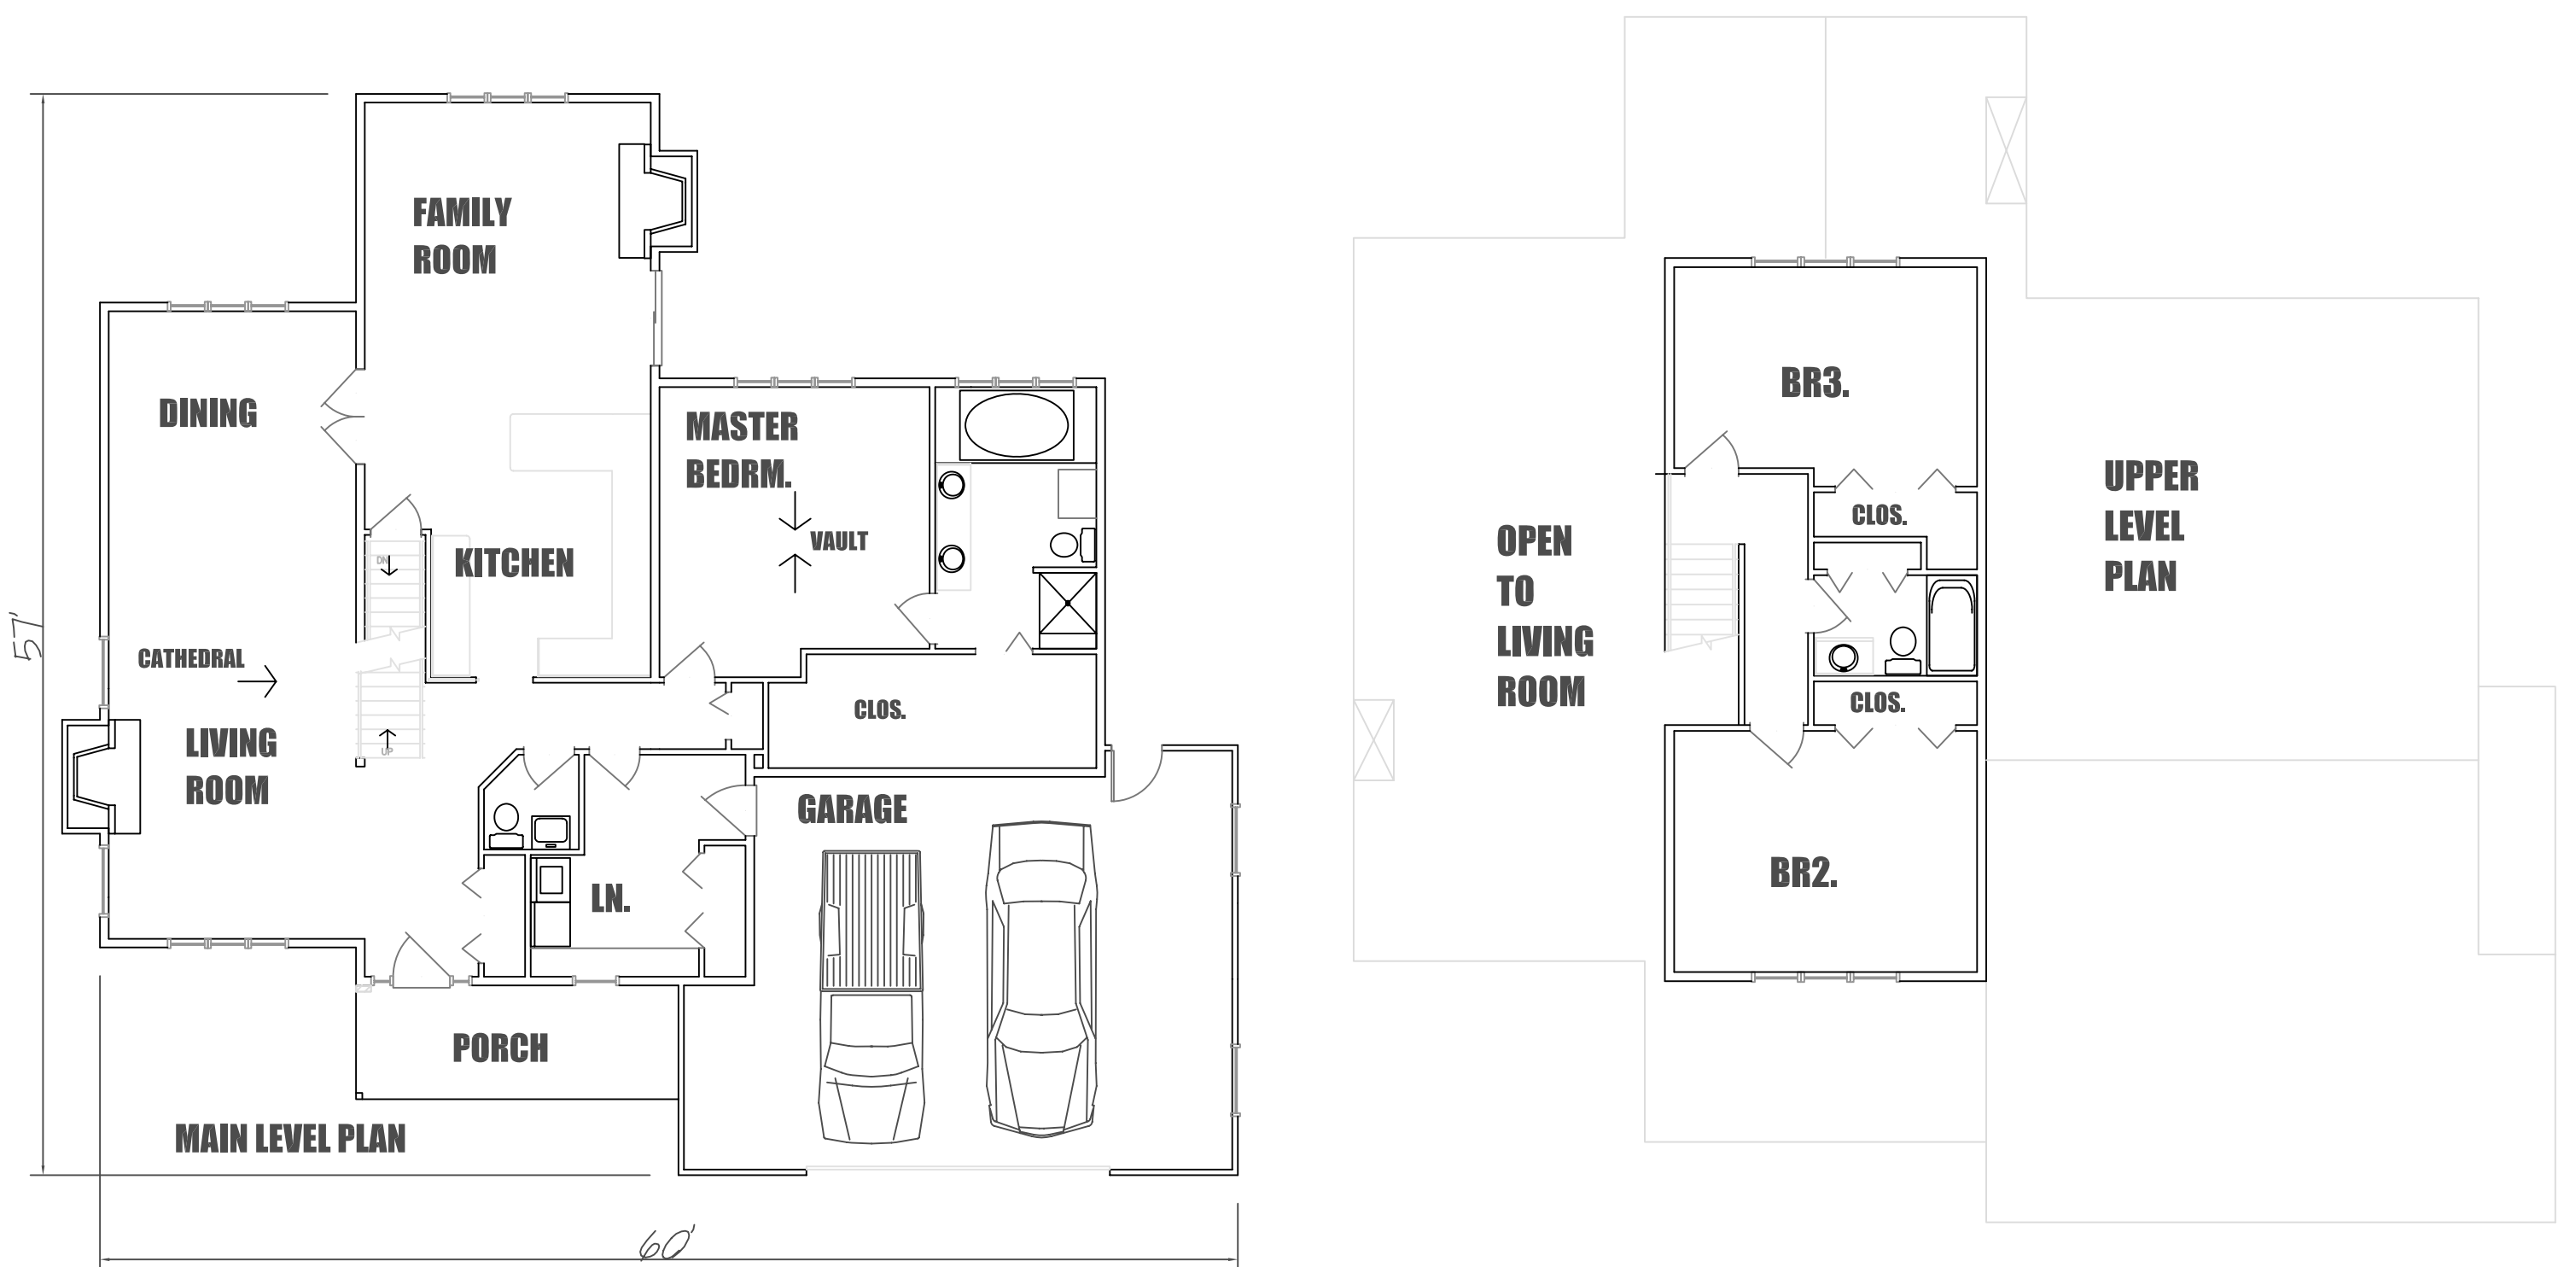 FAMILY
ROOM
DINING
MASTER
BEDRM.
VAULT
DN
KITCHEN
57'
CATHEDRAL
LIVING
ROOM
UP
CLOS.
GARAGE
LN.
PORCH
MAIN LEVEL PLAN
60'
BR3.
CLOS.
OPEN
TO
LIVING
ROOM
UPPER
LEVEL
PLAN
CLOS.
BR2.